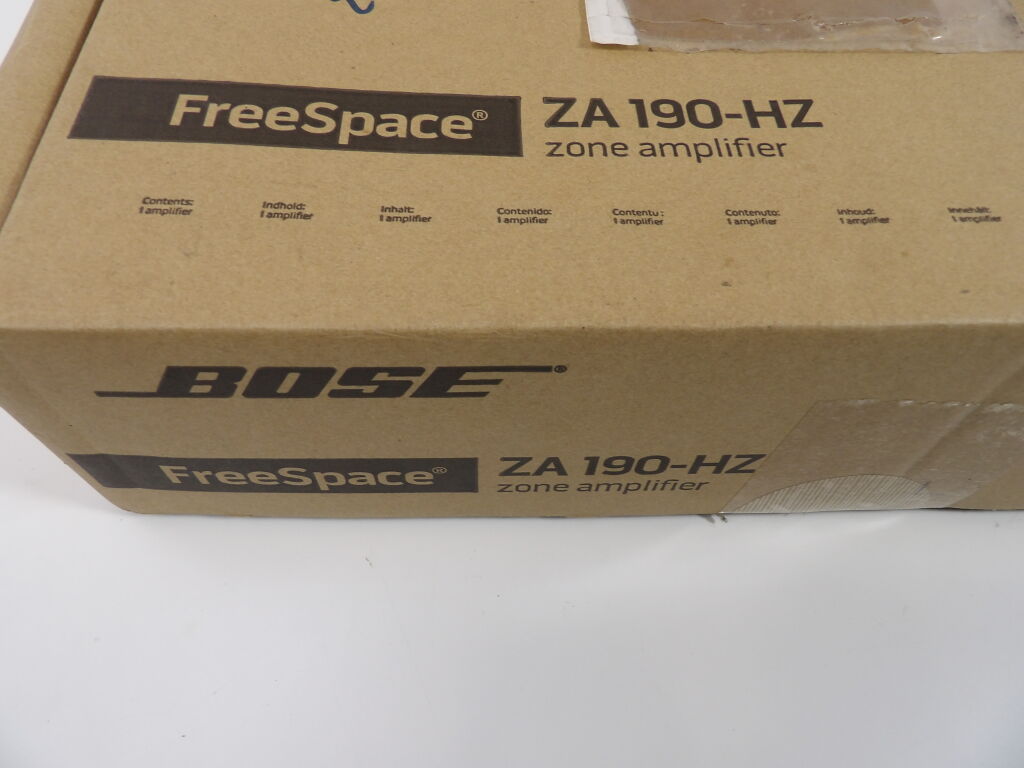 FreeSpace® ZA 190-HZ
zone amplifier
Contents: Indhold: Inhalt: Contenido: Contenu : Contenuto: Inhoud: Innehåll:
1 amplifier 1 amplifier 1 amplifier 1 amplifier 1 amplifier 1 amplifier 1 amplifier 1 amplifier
BOSE®
FreeSpace® ZA 190-HZ
zone amplifier